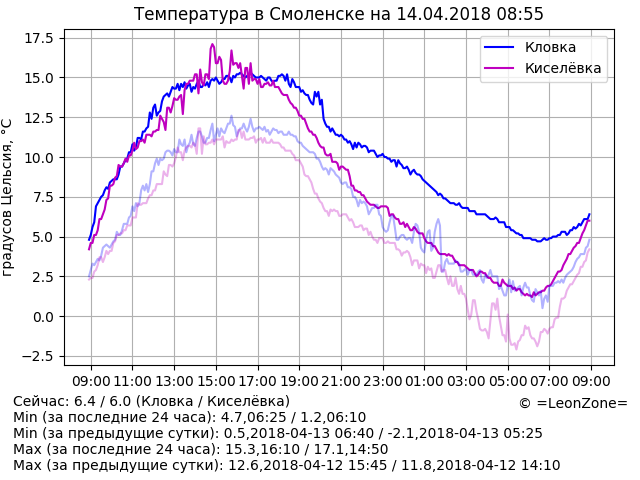 Температура в Смоленске на 14.04.2018 08:55
градусов Цельсия, °C
17.5
15.0
12.5
10.0
7.5
5.0
2.5
0.0
−2.5
Кловка
Киселёвка
09:00 11:00 13:00 15:00 17:00 19:00 21:00 23:00 01:00 03:00 05:00 07:00 09:00
Сейчас: 6.4 / 6.0 (Кловка / Киселёвка)
© =LeonZone=
Min (за последние 24 часа): 4.7,06:25 / 1.2,06:10
Min (за предыдущие сутки): 0.5,2018-04-13 06:40 / -2.1,2018-04-13 05:25
Max (за последние 24 часа): 15.3,16:10 / 17.1,14:50
Max (за предыдущие сутки): 12.6,2018-04-12 15:45 / 11.8,2018-04-12 14:10